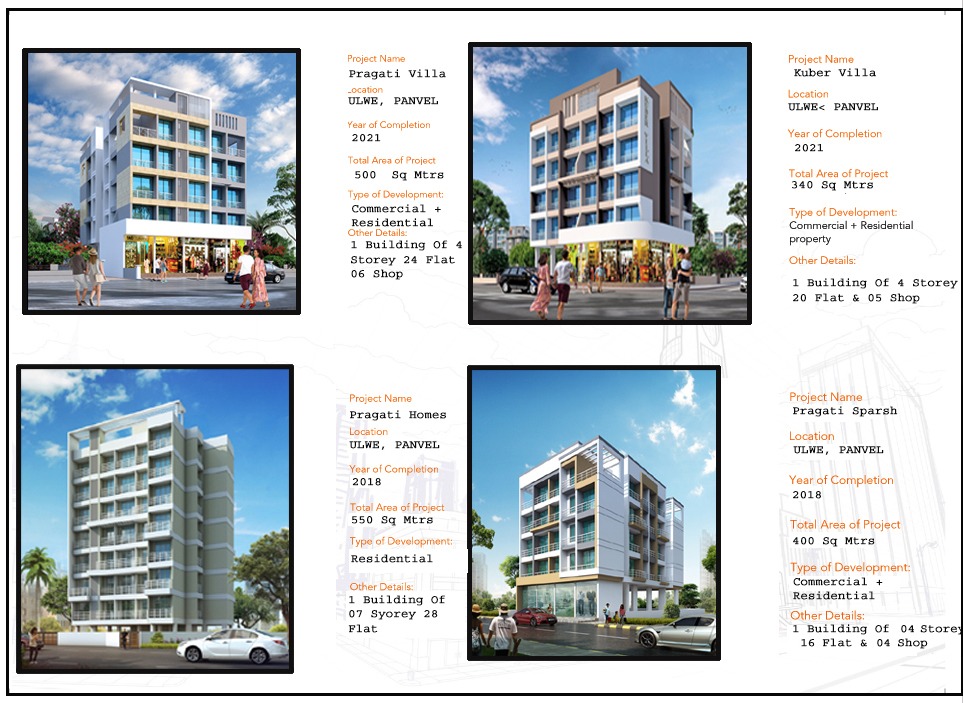 Project Name
Pragati Villa
Location
ULWE, PANVEL
Year of Completion
2021
Total Area of Project
500 Sq Mtrs
Type of Development:
Commercial +
Residential
Other Details:
1 Building Of 4
Storey 24 Flat
06 Shop
Project Name
Kuber Villa
Location
ULWE< PANVEL
Year of Completion
2021
Total Area of Project
340 Sq Mtrs
Type of Development:
Commercial + Residential
property
Other Details:
1 Building Of 4 Storey
20 Flat & 05 Shop
Project Name
Pragati Homes
Location
ULWE, PANVEL
Year of Completion
2018
Total Area of Project
550 Sq Mtrs
Type of Development:
Residential
Other Details:
1 Building Of
07 Syorey 28
Flat
Project Name
Pragati Sparsh
Location
ULWE, PANVEL
Year of Completion
2018
Total Area of Project
400 Sq Mtrs
Type of Development:
Commercial +
Residential
Other Details:
1 Building Of 04 Storey
16 Flat & 04 Shop